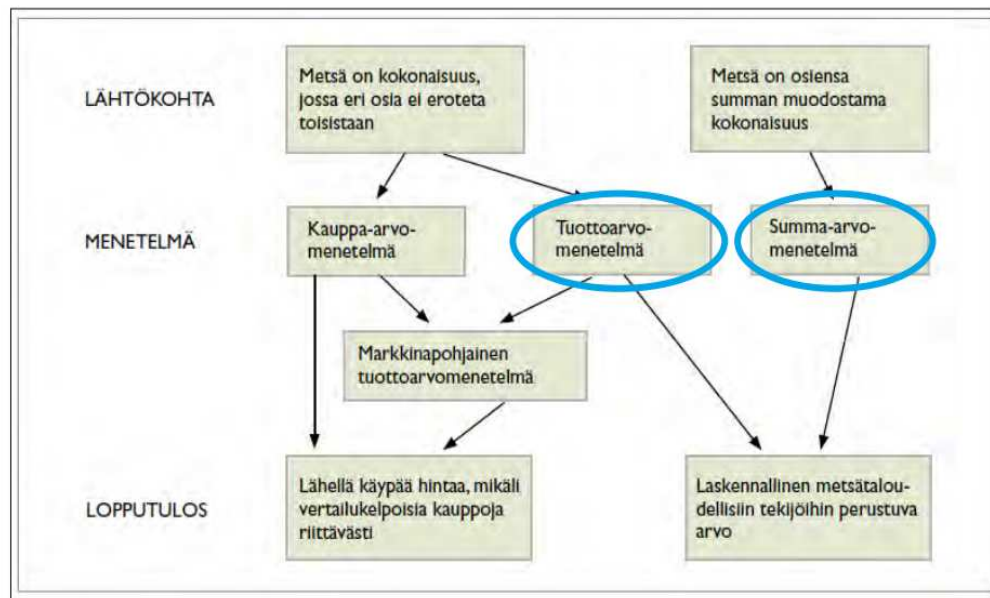 LÄHTÖKOHTA
Metsä on kokonaisuus,
jossa eri osia ei eroteta
toisistaan
Metsä on osiensa
summan muodostama
kokonaisuus
MENETELMÄ
Kauppa-arvo-
menetelmä
Tuottoarvo-
menetelmä
Summa-arvo-
menetelmä
Markkinapohjainen
tuottoarvomenetelmä
LOPPUTULOS
Lähellä käypää hintaa, mikäli
vertailukelpoisia kauppoja
riittävästi
Laskennallinen metsätalou-
dellisiin tekijöihin perustuva
arvo